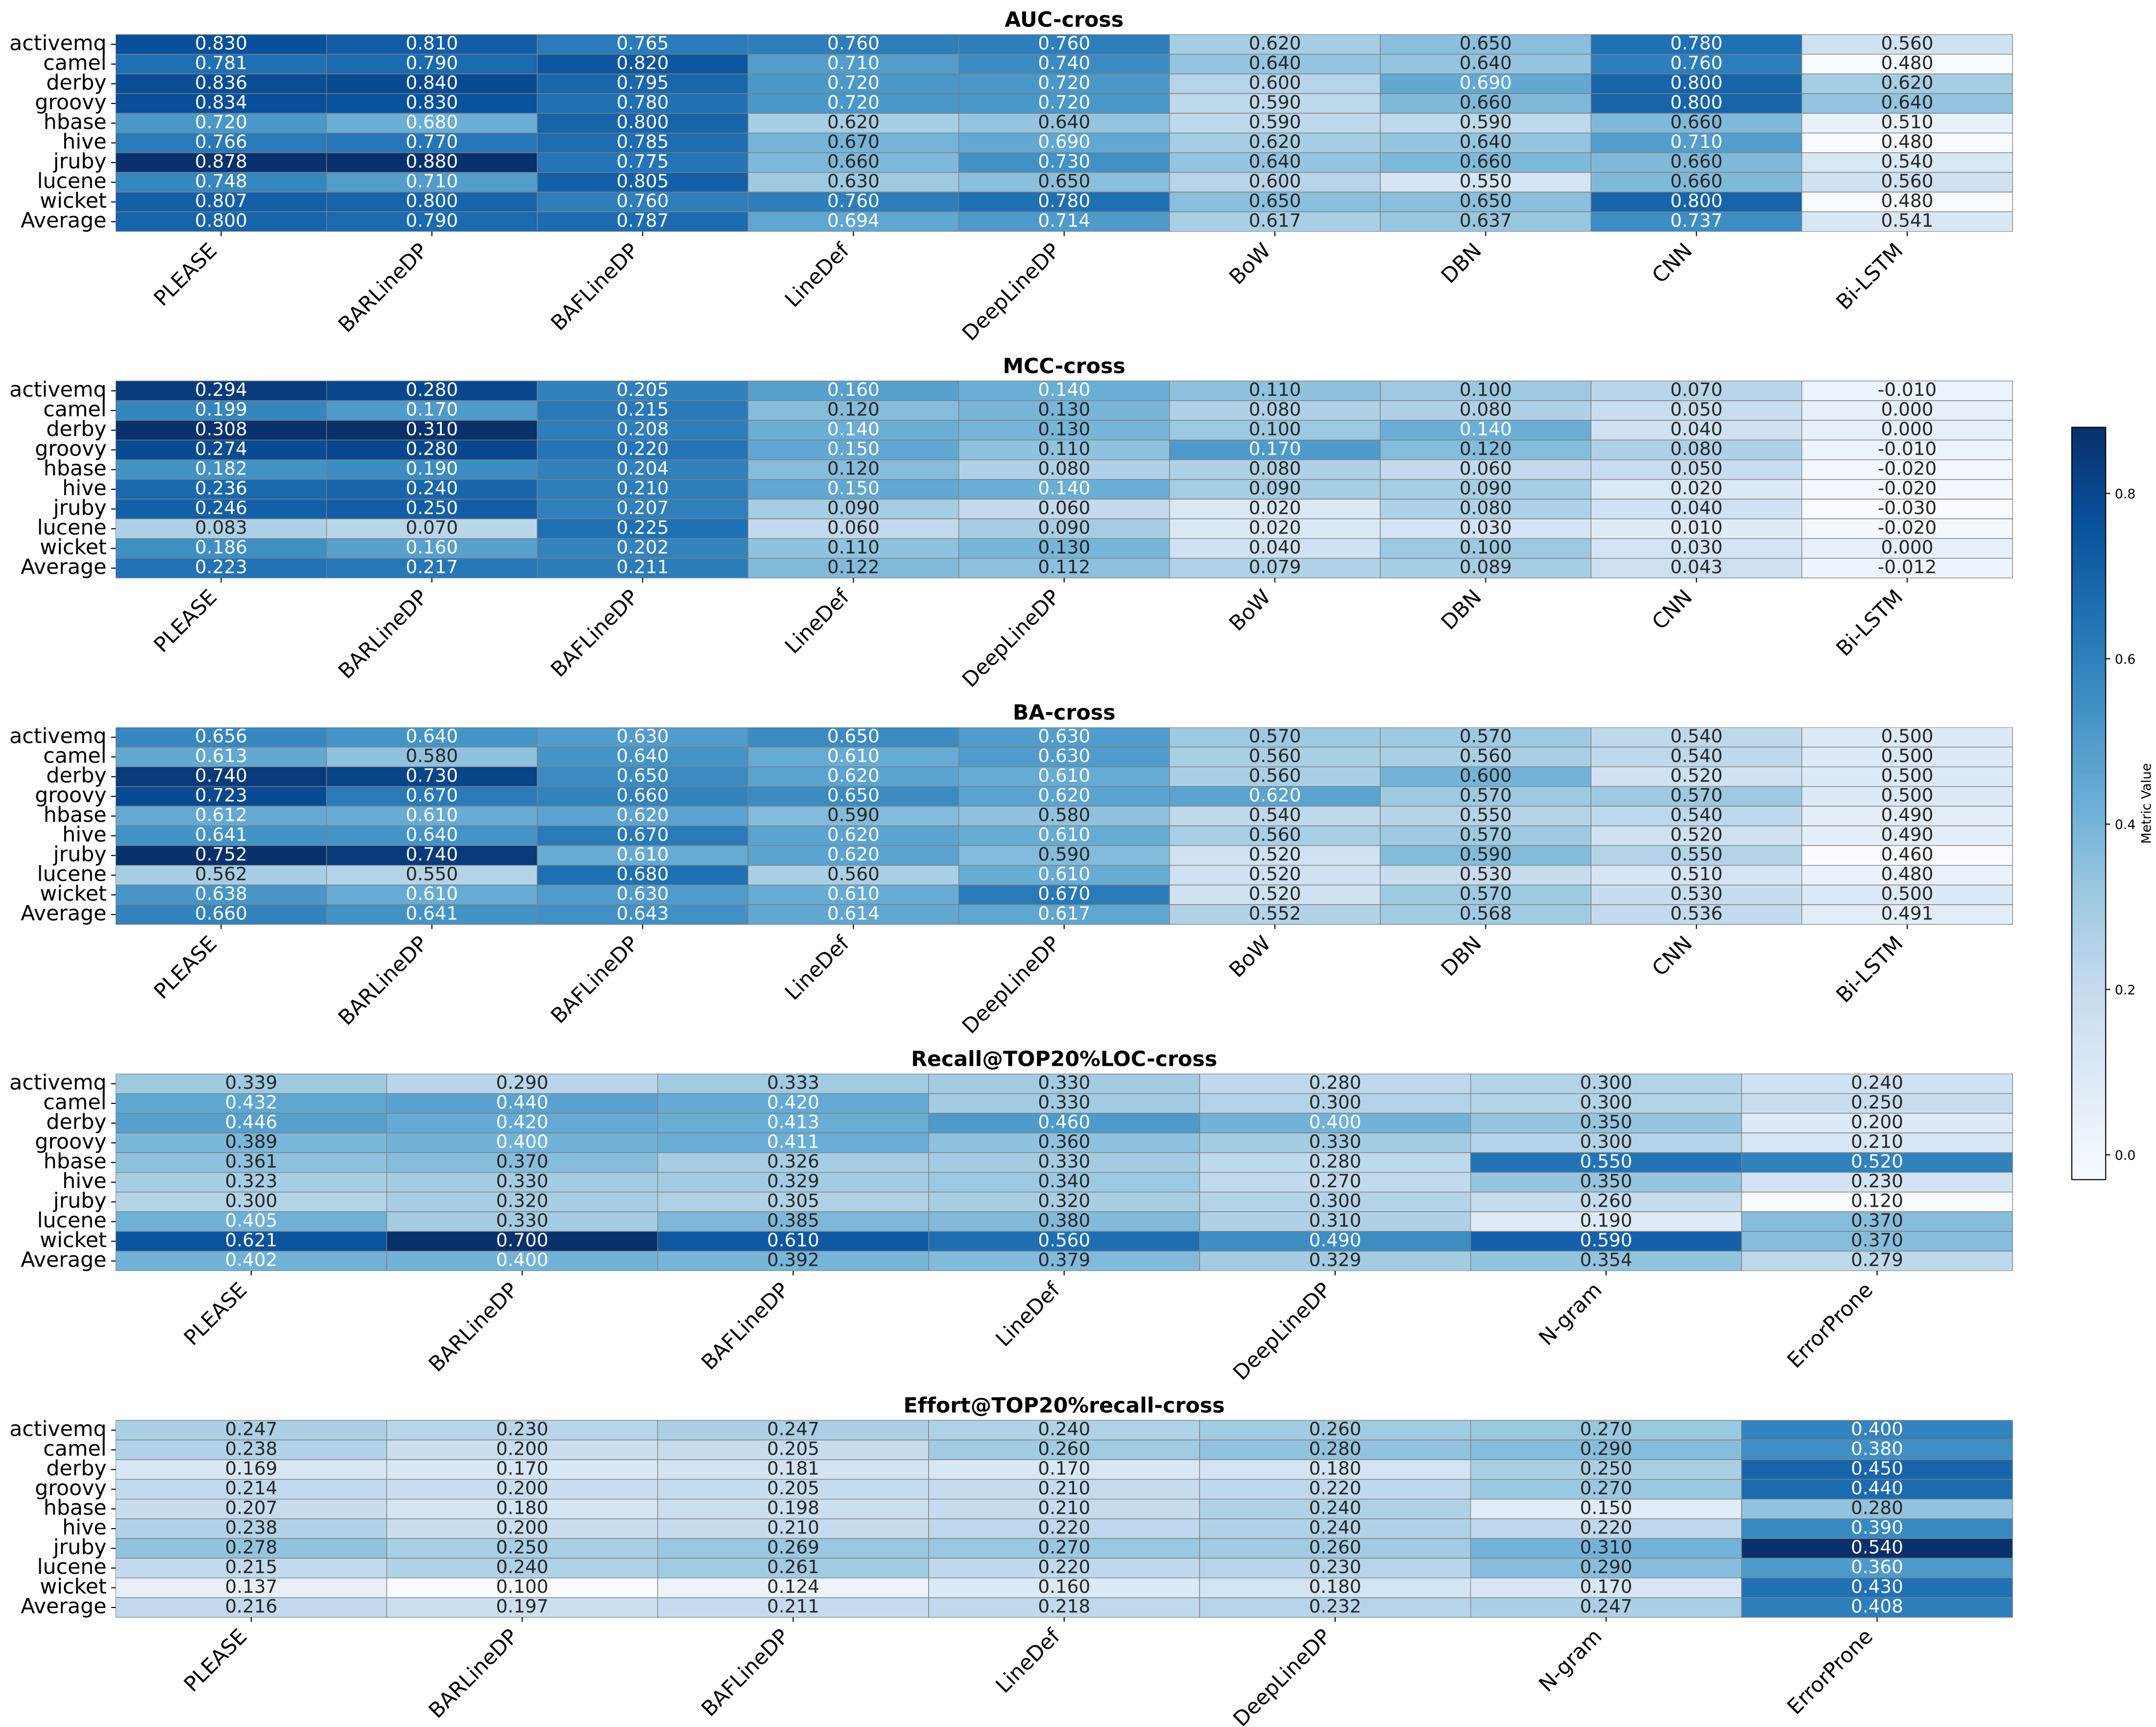 AUC-cross
activemq 0.830 0.810 0.765 0.760 0.760 0.620 0.650 0.780 0.560
camel 0.781 0.790 0.820 0.710 0.740 0.640 0.640 0.760 0.480
derby 0.836 0.840 0.795 0.720 0.720 0.600 0.690 0.800 0.620
groovy 0.834 0.830 0.780 0.720 0.720 0.590 0.660 0.800 0.640
hbase 0.720 0.680 0.800 0.620 0.640 0.590 0.590 0.660 0.510
hive 0.766 0.770 0.785 0.670 0.690 0.620 0.640 0.710 0.480
jruby 0.878 0.880 0.775 0.660 0.730 0.640 0.660 0.660 0.540
lucene 0.748 0.710 0.805 0.630 0.650 0.600 0.550 0.660 0.560
wicket 0.807 0.800 0.760 0.760 0.780 0.650 0.650 0.800 0.480
Average 0.800 0.790 0.787 0.694 0.714 0.617 0.637 0.737 0.541
PLEASE BARLineDP BAFLineDP LineDef DeepLineDP BoW DBN CNN Bi-LSTM
MCC-cross
activemq 0.294 0.280 0.205 0.160 0.140 0.110 0.100 0.070 -0.010
camel 0.199 0.170 0.215 0.120 0.130 0.080 0.080 0.050 0.000
derby 0.308 0.310 0.208 0.140 0.130 0.100 0.140 0.040 0.000
groovy 0.274 0.280 0.220 0.150 0.110 0.170 0.120 0.080 -0.010
hbase 0.182 0.190 0.204 0.120 0.080 0.080 0.060 0.050 -0.020
hive 0.236 0.240 0.210 0.150 0.140 0.090 0.090 0.020 -0.020
jruby 0.246 0.250 0.207 0.090 0.060 0.020 0.080 0.040 -0.030
lucene 0.083 0.070 0.225 0.060 0.090 0.020 0.030 0.010 -0.020
wicket 0.186 0.160 0.202 0.110 0.130 0.040 0.100 0.030 0.000
Average 0.223 0.217 0.211 0.122 0.112 0.079 0.089 0.043 -0.012
PLEASE BARLineDP BAFLineDP LineDef DeepLineDP BoW DBN CNN Bi-LSTM
BA-cross
activemq 0.656 0.640 0.630 0.650 0.630 0.570 0.570 0.540 0.500
camel 0.613 0.580 0.640 0.610 0.630 0.560 0.560 0.540 0.500
derby 0.740 0.730 0.650 0.620 0.610 0.560 0.600 0.520 0.500
groovy 0.723 0.670 0.660 0.650 0.620 0.620 0.570 0.570 0.500
hbase 0.612 0.610 0.620 0.590 0.580 0.540 0.550 0.540 0.490
hive 0.641 0.640 0.670 0.620 0.610 0.560 0.570 0.520 0.490
jruby 0.752 0.740 0.610 0.620 0.590 0.520 0.590 0.550 0.460
lucene 0.562 0.550 0.680 0.560 0.610 0.520 0.530 0.510 0.480
wicket 0.638 0.610 0.630 0.610 0.670 0.520 0.570 0.530 0.500
Average 0.660 0.641 0.643 0.614 0.617 0.552 0.568 0.536 0.491
PLEASE BARLineDP BAFLineDP LineDef DeepLineDP BoW DBN CNN Bi-LSTM
Recall@TOP20%LOC-cross
activemq 0.339 0.290 0.333 0.330 0.280 0.300 0.240
camel 0.432 0.440 0.420 0.330 0.300 0.300 0.250
derby 0.446 0.420 0.413 0.460 0.400 0.350 0.200
groovy 0.389 0.400 0.411 0.360 0.330 0.300 0.210
hbase 0.361 0.370 0.326 0.330 0.280 0.550 0.520
hive 0.323 0.330 0.329 0.340 0.270 0.350 0.230
jruby 0.300 0.320 0.305 0.320 0.300 0.260 0.120
lucene 0.405 0.330 0.385 0.380 0.310 0.190 0.370
wicket 0.621 0.700 0.610 0.560 0.490 0.590 0.370
Average 0.402 0.400 0.392 0.379 0.329 0.354 0.279
PLEASE BARLineDP BAFLineDP LineDef DeepLineDP N-gram ErrorProne
Effort@TOP20%recall-cross
activemq 0.247 0.230 0.247 0.240 0.260 0.270 0.400
camel 0.238 0.200 0.205 0.260 0.280 0.290 0.380
derby 0.169 0.170 0.181 0.170 0.180 0.250 0.450
groovy 0.214 0.200 0.205 0.210 0.220 0.270 0.440
hbase 0.207 0.180 0.198 0.210 0.240 0.150 0.280
hive 0.238 0.200 0.210 0.220 0.240 0.220 0.390
jruby 0.278 0.250 0.269 0.270 0.260 0.310 0.540
lucene 0.215 0.240 0.261 0.220 0.230 0.290 0.360
wicket 0.137 0.100 0.124 0.160 0.180 0.170 0.430
Average 0.216 0.197 0.211 0.218 0.232 0.247 0.408
PLEASE BARLineDP BAFLineDP LineDef DeepLineDP N-gram ErrorProne
0.8
0.6
0.4
0.2
0.0
Metric Value